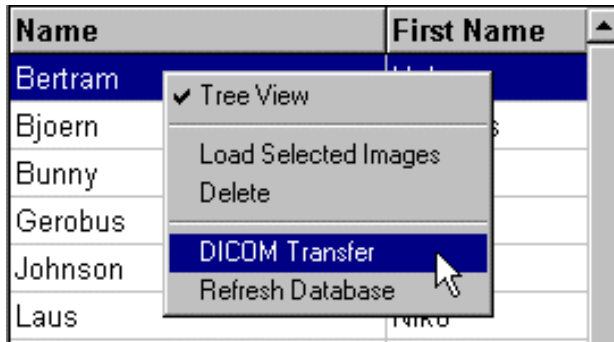 Name First Name
Bertram
✓ Tree View
Bjoern
Load Selected Images
Bunny
Delete
Gerobus
DICOM Transfer
Johnson
Refresh Database
Laus